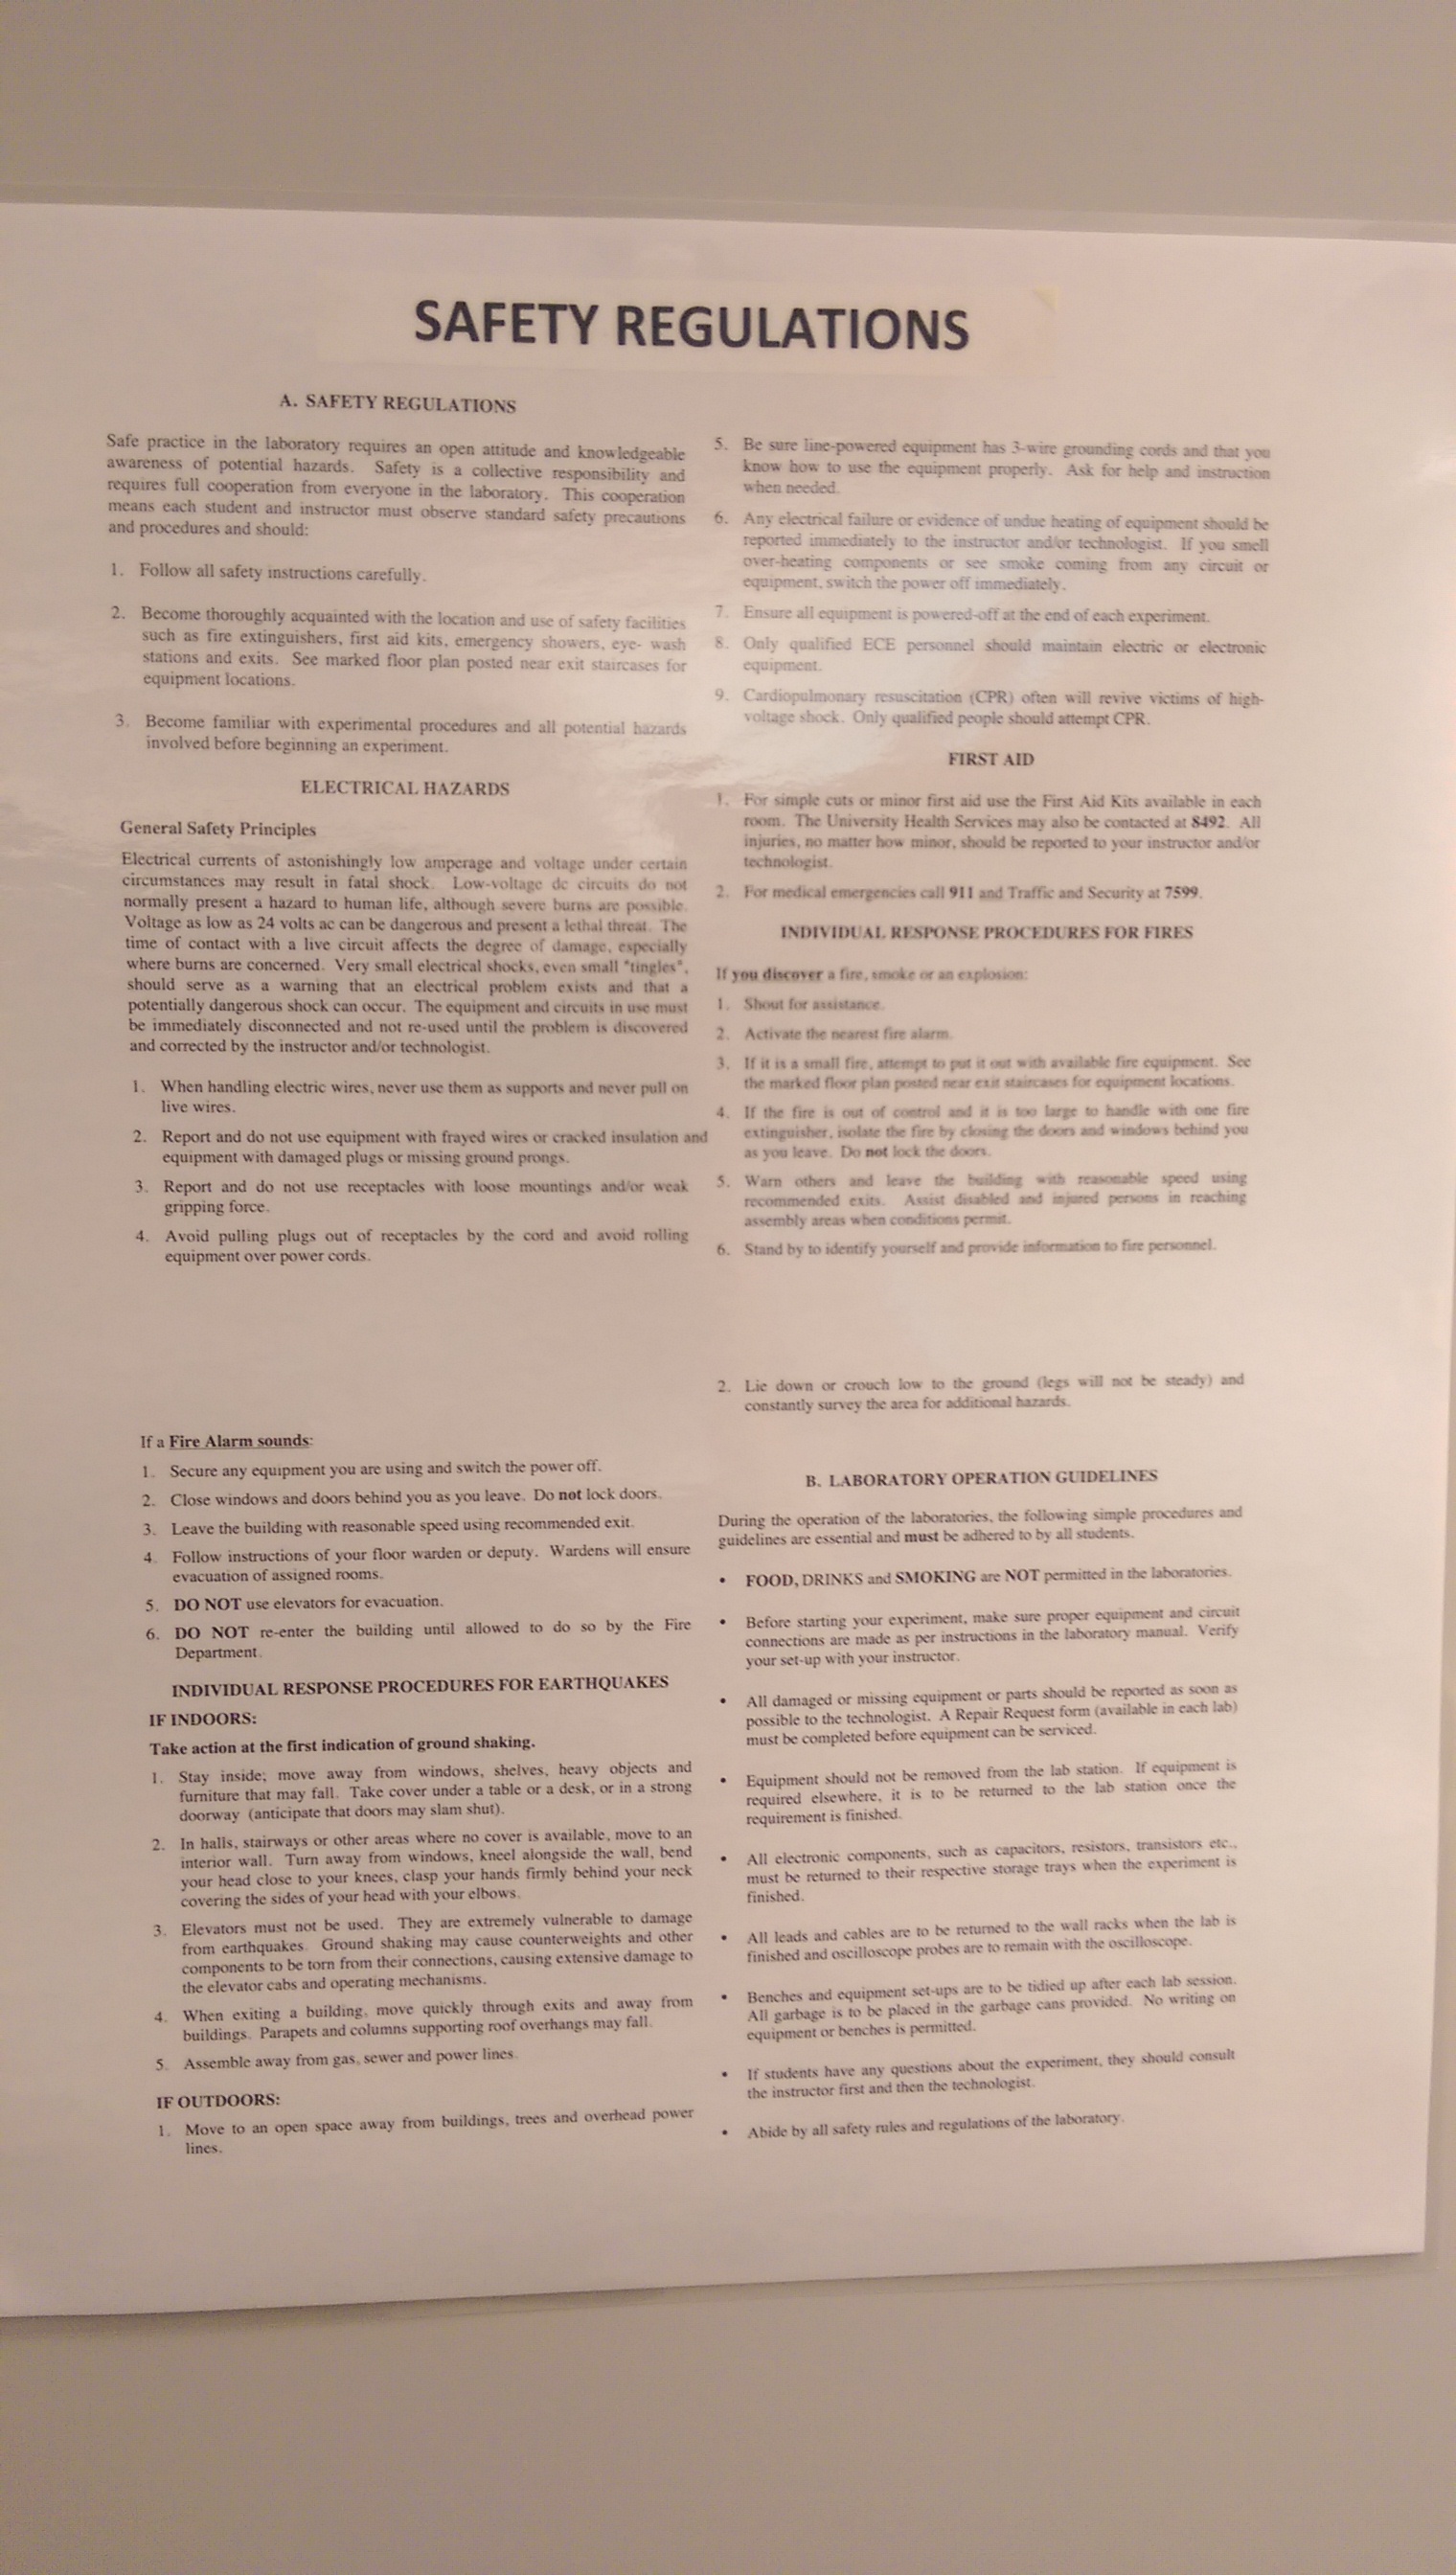 SAFETY REGULATIONS
A. SAFETY REGULATIONS
Safe practice in the laboratory requires an open attitude and knowledgeable
awareness of potential hazards. Safety is a collective responsibility and
requires full cooperation from everyone in the laboratory. This cooperation
means each student and instructor must observe standard safety precautions
and procedures and should:
1. Follow all safety instructions carefully.
2. Become thoroughly acquainted with the location and use of safety facilities
such as fire extinguishers, first aid kits, emergency showers, eye- wash
stations and exits. See marked floor plan posted near exit staircases for
equipment locations.
3. Become familiar with experimental procedures and all potential hazards
involved before beginning an experiment.
ELECTRICAL HAZARDS
General Safety Principles
Electrical currents of astonishingly low amperage and voltage under certain
circumstances may result in fatal shock. Low-voltage dc circuits do not
normally present a hazard to human life, although severe burns are possible.
Voltage as low as 24 volts ac can be dangerous and present a lethal threat. The
time of contact with a live circuit affects the degree of damage, especially
where burns are concerned. Very small electrical shocks, even small "tingles",
should serve as a warning that an electrical problem exists and that a
potentially dangerous shock can occur. The equipment and circuits in use must
be immediately disconnected and not re-used until the problem is discovered
and corrected by the instructor and/or technologist.
1. When handling electric wires, never use them as supports and never pull on
live wires.
2. Report and do not use equipment with frayed wires or cracked insulation and
equipment with damaged plugs or missing ground prongs.
3. Report and do not use receptacles with loose mountings and/or weak
gripping force.
4. Avoid pulling plugs out of receptacles by the cord and avoid rolling
equipment over power cords.
5. Be sure line-powered equipment has 3-wire grounding cords and that you
know how to use the equipment properly. Ask for help and instruction
when needed.
6. Any electrical failure or evidence of undue heating of equipment should be
reported immediately to the instructor and/or technologist. If you smell
over-heating components or see smoke coming from any circuit or
equipment, switch the power off immediately.
7. Ensure all equipment is powered-off at the end of each experiment.
8. Only qualified ECE personnel should maintain electric or electronic
equipment.
9. Cardiopulmonary resuscitation (CPR) often will revive victims of high-
voltage shock. Only qualified people should attempt CPR.
FIRST AID
1. For simple cuts or minor first aid use the First Aid Kits available in each
room. The University Health Services may also be contacted at 8492. All
injuries, no matter how minor, should be reported to your instructor and/or
technologist.
2. For medical emergencies call 911 and Traffic and Security at 7599.
INDIVIDUAL RESPONSE PROCEDURES FOR FIRES
If you discover a fire, smoke or an explosion:
1. Shout for assistance.
2. Activate the nearest fire alarm.
3. If it is a small fire, attempt to put it out with available fire equipment. See
the marked floor plan posted near exit staircases for equipment locations.
4. If the fire is out of control and it is too large to handle with one fire
extinguisher, isolate the fire by closing the doors and windows behind you
as you leave. Do not lock the doors.
5. Warn others and leave the building with reasonable speed using
recommended exits. Assist disabled and injured persons in reaching
assembly areas when conditions permit.
6. Stand by to identify yourself and provide information to fire personnel.
If a Fire Alarm sounds:
1. Secure any equipment you are using and switch the power off.
2. Close windows and doors behind you as you leave. Do not lock doors.
3. Leave the building with reasonable speed using recommended exit.
4. Follow instructions of your floor warden or deputy. Wardens will ensure
evacuation of assigned rooms.
5. DO NOT use elevators for evacuation.
6. DO NOT re-enter the building until allowed to do so by the Fire
Department.
INDIVIDUAL RESPONSE PROCEDURES FOR EARTHQUAKES
IF INDOORS:
Take action at the first indication of ground shaking.
1. Stay inside; move away from windows, shelves, heavy objects and
furniture that may fall. Take cover under a table or a desk, or in a strong
doorway (anticipate that doors may slam shut).
2. In halls, stairways or other areas where no cover is available, move to an
interior wall. Turn away from windows, kneel alongside the wall, bend
your head close to your knees, clasp your hands firmly behind your neck
covering the sides of your head with your elbows.
3. Elevators must not be used. They are extremely vulnerable to damage
from earthquakes. Ground shaking may cause counterweights and other
components to be torn from their connections, causing extensive damage to
the elevator cabs and operating mechanisms.
4. When exiting a building, move quickly through exits and away from
buildings. Parapets and columns supporting roof overhangs may fall.
5. Assemble away from gas, sewer and power lines.
IF OUTDOORS:
1. Move to an open space away from buildings, trees and overhead power
lines.
2. Lie down or crouch low to the ground (legs will not be steady) and
constantly survey the area for additional hazards.
B. LABORATORY OPERATION GUIDELINES
During the operation of the laboratories, the following simple procedures and
guidelines are essential and must be adhered to by all students.
• FOOD, DRINKS and SMOKING are NOT permitted in the laboratories.
• Before starting your experiment, make sure proper equipment and circuit
connections are made as per instructions in the laboratory manual. Verify
your set-up with your instructor.
• All damaged or missing equipment or parts should be reported as soon as
possible to the technologist. A Repair Request form (available in each lab)
must be completed before equipment can be serviced.
• Equipment should not be removed from the lab station. If equipment is
required elsewhere, it is to be returned to the lab station once the
requirement is finished.
• All electronic components, such as capacitors, resistors, transistors etc.,
must be returned to their respective storage trays when the experiment is
finished.
• All leads and cables are to be returned to the wall racks when the lab is
finished and oscilloscope probes are to remain with the oscilloscope.
• Benches and equipment set-ups are to be tidied up after each lab session.
All garbage is to be placed in the garbage cans provided. No writing on
equipment or benches is permitted.
• If students have any questions about the experiment, they should consult
the instructor first and then the technologist.
• Abide by all safety rules and regulations of the laboratory.